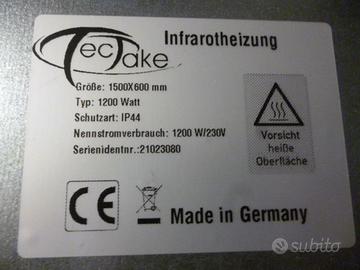 TecTake
Infrarotheizung
Größe: 1500X600 mm
Typ: 1200 Watt
Schutzart: IP44
Nennstromverbrauch: 1200 W/230V
Serienidentnr.:21023080
Vorsicht
heiße
Oberfläche
CE
Made in Germany
subito